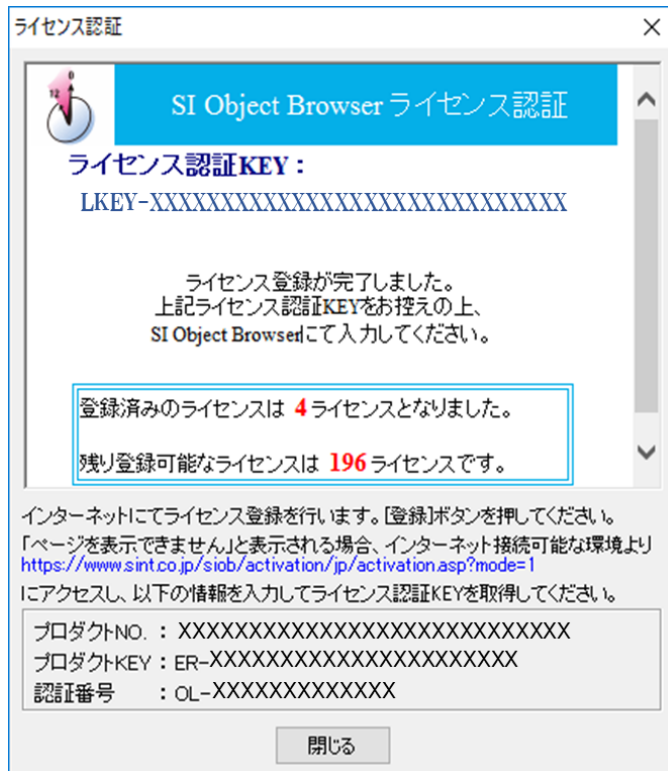 ライセンス認証
SI Object Browser ライセンス認証
ライセンス認証KEY：
LKEY-XXXXXXXXXXXXXXXXXXXXXXXXXXXXX
ライセンス登録が完了しました。
上記ライセンス認証KEYをお控えの上、
SI Object Browserにて入力してください。
登録済みのライセンスは 4 ライセンスとなりました。
残り登録可能なライセンスは 196 ライセンスです。
インターネットにてライセンス登録を行います。[登録]ボタンを押してください。
「ページを表示できません」と表示される場合、インターネット接続可能な環境より
https://www.sint.co.jp/siob/activation/jp/activation.asp?mode=1
にアクセスし、以下の情報を入力してライセンス認証KEYを取得してください。
プロダクトNO. ： XXXXXXXXXXXXXXXXXXXXXXXXXXXX
プロダクトKEY ： ER-XXXXXXXXXXXXXXXXXXXXXX
認証番号 ： OL-XXXXXXXXXXXXX
閉じる